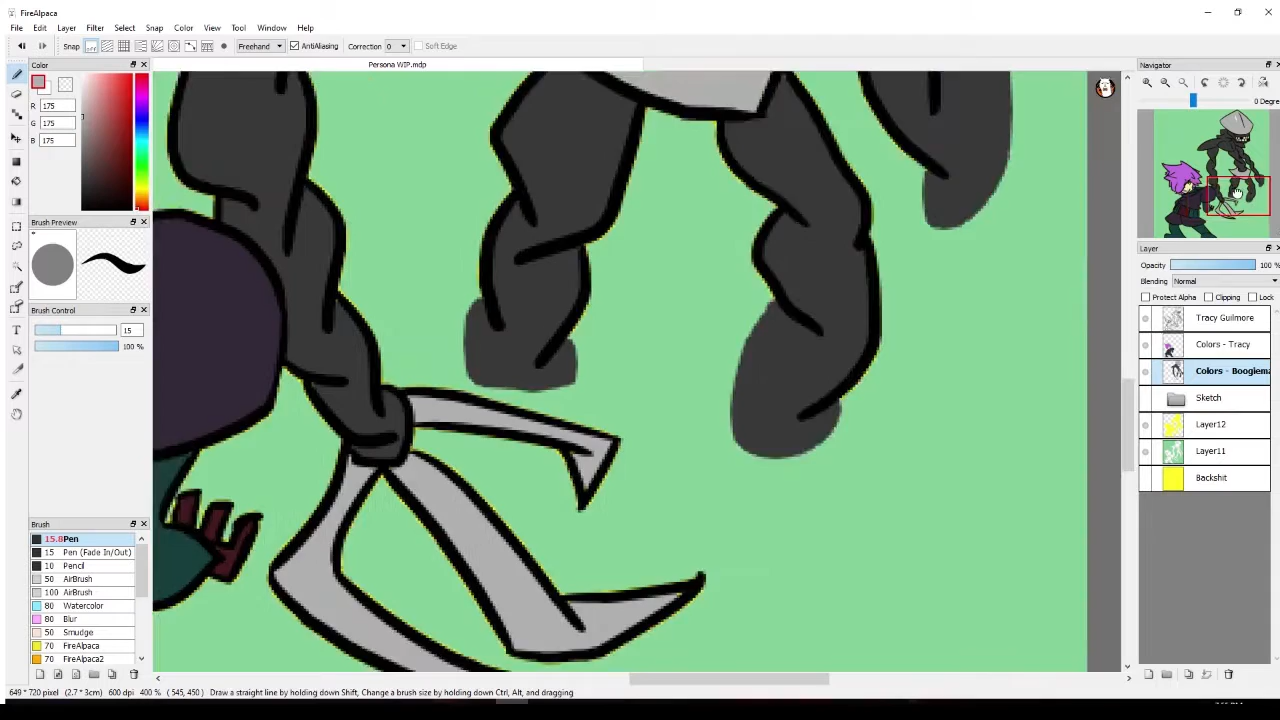 FireAlpaca
File Edit Layer Filter Select Snap Color View Tool Window Help
Snap Freehand AntiAliasing Correction 0 Soft Edge
Color
Persona WIP.mdp
Navigator
R 175
G 175
B 175
0 Degree
Brush Preview
Layer
Opacity 100 %
Blending Normal
Protect Alpha Clipping Lock
Brush Control
15
100 %
Tracy Guilmore
Colors - Tracy
Colors - Boogiema
Sketch
Layer12
Layer11
Backshit
Brush
15.8 Pen
15 Pen (Fade In/Out)
10 Pencil
50 AirBrush
100 AirBrush
80 Watercolor
80 Blur
50 Smudge
70 FireAlpaca
70 FireAlpaca2
649 * 720 pixel (2.7 * 3cm) 600 dpi 400 % ( 545, 450 ) Draw a straight line by holding down Shift, Change a brush size by holding down Ctrl, Alt, and dragging